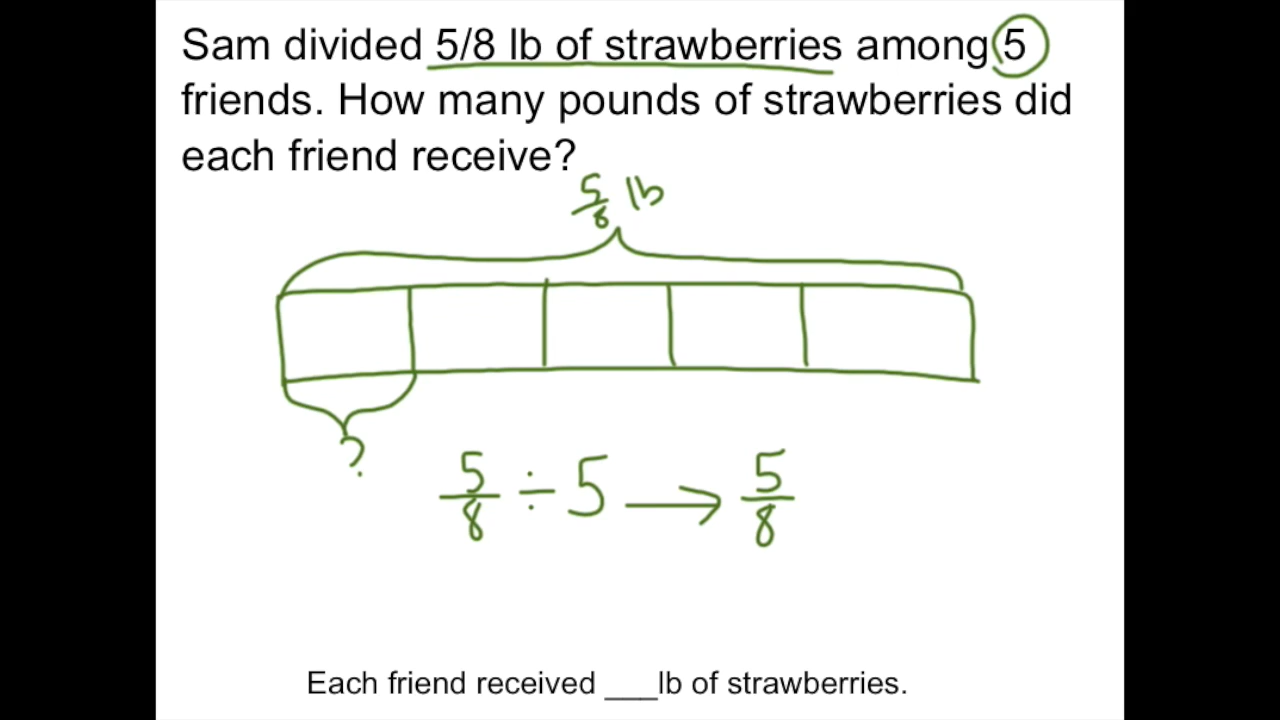 Sam divided 5/8 lb of strawberries among 5
friends. How many pounds of strawberries did
each friend receive?
5/8 lb
?
5/8 ÷ 5 → 5/8
Each friend received ___lb of strawberries.